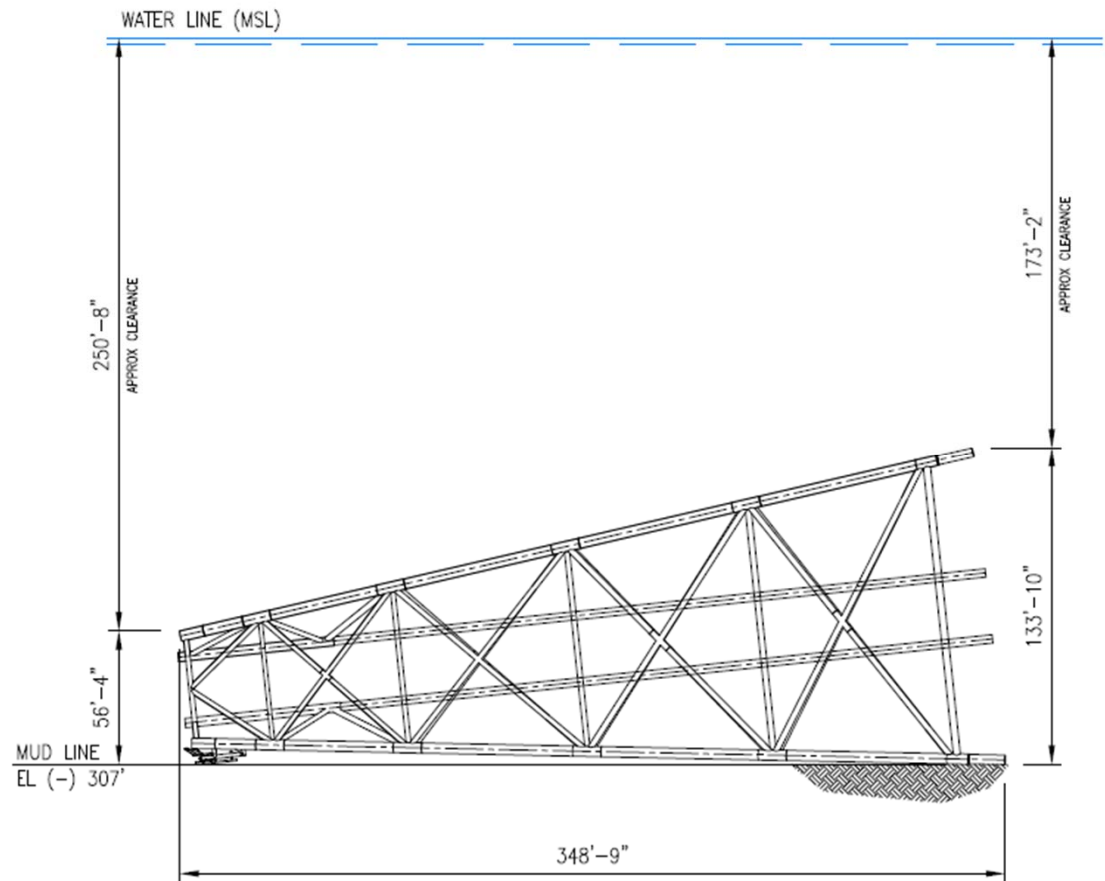 WATER LINE (MSL)
250'-8"
APPROX CLEARANCE
173'-2"
APPROX CLEARANCE
56'-4"
133'-10"
MUD LINE
EL (-) 307'
348'-9"